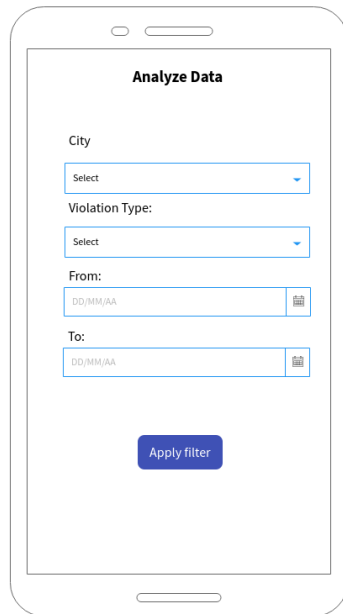 Analyze Data
City
Select
Violation Type:
Select
From:
DD/MM/AA
To:
DD/MM/AA
Apply filter